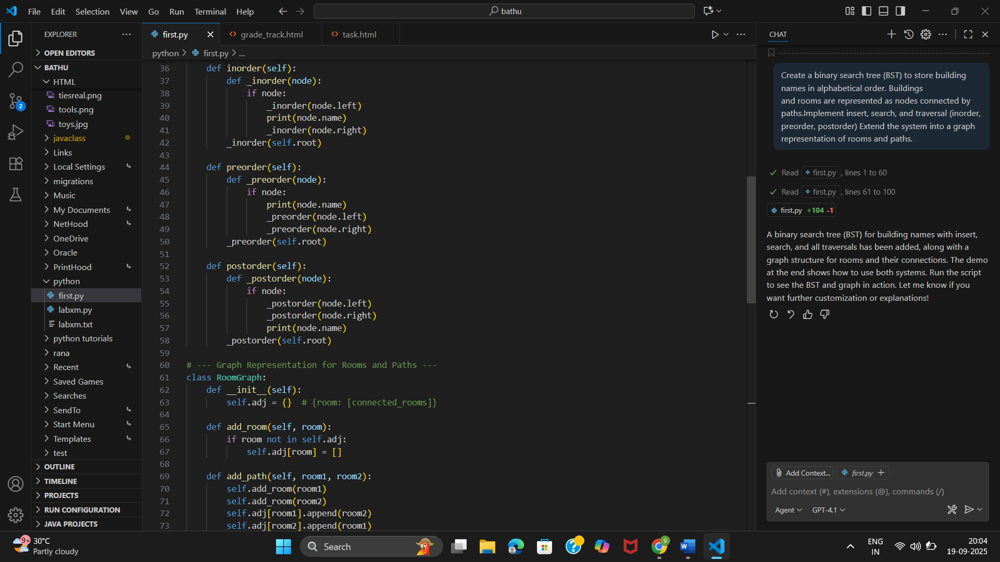 File Edit Selection View Go Run Terminal Help
bathu
EXPLORER
OPEN EDITORS
BATHU
HTML
tiesreal.png
tools.png
toys.jpg
javaclass
Links
Local Settings
migrations
Music
My Documents
NetHood
OneDrive
Oracle
PrintHood
python
first.py
labxm.py
labxm.txt
python tutorials
rana
Recent
Saved Games
Searches
SendTo
Start Menu
Templates
test
OUTLINE
TIMELINE
PROJECTS
RUN CONFIGURATION
JAVA PROJECTS
2
first.py
grade_track.html
task.html
python > first.py > ...
36 def inorder(self):
37 def _inorder(node):
38 if node:
39 _inorder(node.left)
40 print(node.name)
41 _inorder(node.right)
42 _inorder(self.root)
43
44 def preorder(self):
45 def _preorder(node):
46 if node:
47 print(node.name)
48 _preorder(node.left)
49 _preorder(node.right)
50 _preorder(self.root)
51
52 def postorder(self):
53 def _postorder(node):
54 if node:
55 _postorder(node.left)
56 _postorder(node.right)
57 print(node.name)
58 _postorder(self.root)
59
60 # --- Graph Representation for Rooms and Paths ---
61 class RoomGraph:
62 def __init__(self):
63 self.adj = {} # {room: [connected_rooms]}
64
65 def add_room(self, room):
66 if room not in self.adj:
67 self.adj[room] = []
68
69 def add_path(self, room1, room2):
70 self.add_room(room1)
71 self.add_room(room2)
72 self.adj[room1].append(room2)
73 self.adj[room2].append(room1)
CHAT
Create a binary search tree (BST) to store building
names in alphabetical order. Buildings
and rooms are represented as nodes connected by
paths.Implement insert, search, and traversal (inorder,
preorder, postorder) Extend the system into a graph
representation of rooms and paths.
Read first.py, lines 1 to 60
Read first.py, lines 61 to 100
first.py +104 -1
A binary search tree (BST) for building names with insert,
search, and all traversals has been added, along with a
graph structure for rooms and their connections. The demo
at the end shows how to use both systems. Run the script
to see the BST and graph in action. Let me know if you
want further customization or explanations!
Add Context... first.py
Add context (#), extensions (@), commands (/)
Agent GPT-4.1
9+
30°C
Partly cloudy
Search
9
ENG
IN
20:04
19-09-2025